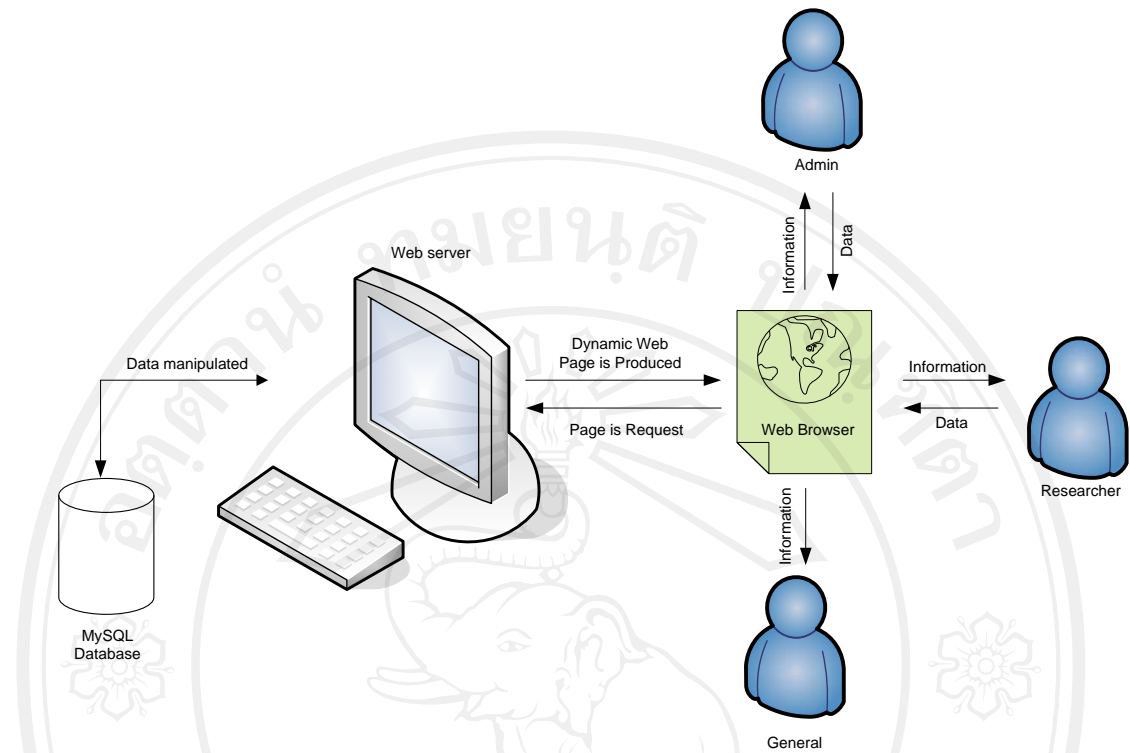 Admin
Information
Data
Web server
Dynamic Web
Page is Produced
Data manipulated
Information
Page is Request
Web Browser
Data
Researcher
Information
MySQL
Database
General